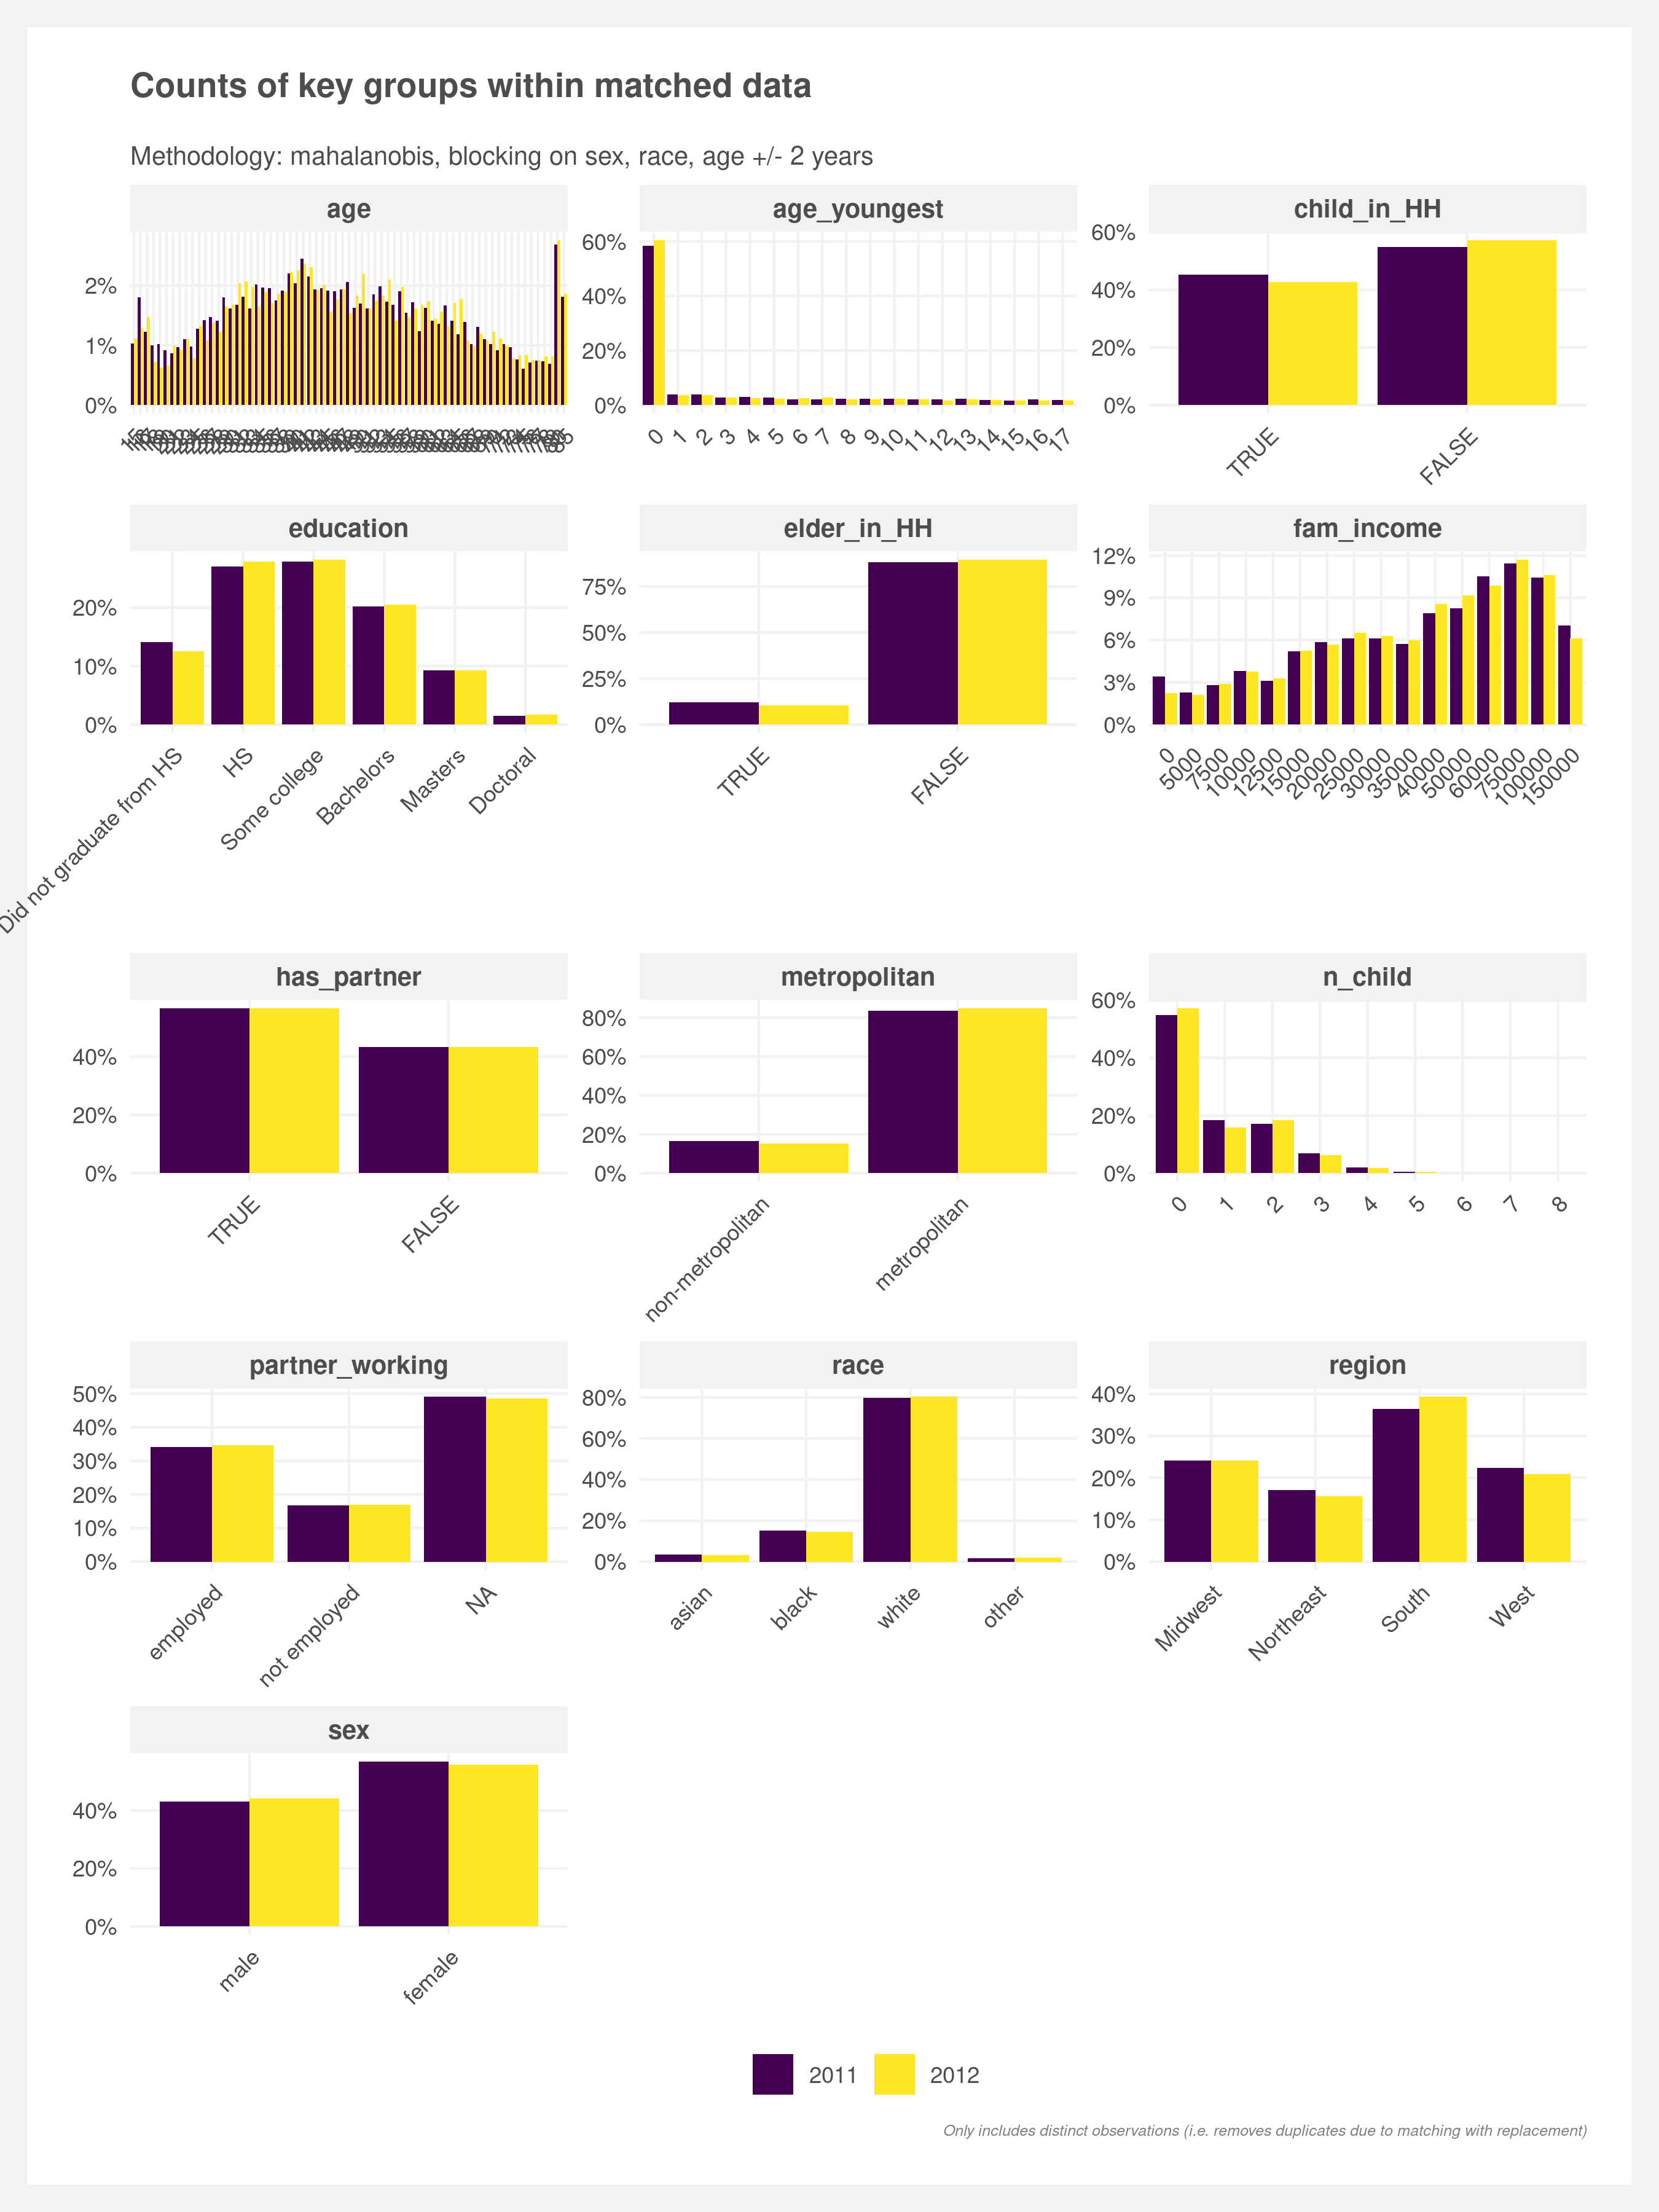 Counts of key groups within matched data
Methodology: mahalanobis, blocking on sex, race, age +/- 2 years
age
age_youngest
child_in_HH
2%
1%
0%
60%
40%
20%
0%
0 1 2 3 4 5 6 7 8 9 10 11 12 13 14 15 16 17
60%
40%
20%
0%
TRUE FALSE
education
elder_in_HH
fam_income
20%
10%
0%
Did not graduate from HS HS Some college Bachelors Masters Doctoral
75%
50%
25%
0%
TRUE FALSE
12%
9%
6%
3%
0%
0 5000 7500 10000 12500 15000 20000 25000 30000 35000 40000 50000 60000 75000 100000 150000
has_partner
metropolitan
n_child
40%
20%
0%
TRUE FALSE
80%
60%
40%
20%
0%
non-metropolitan metropolitan
60%
40%
20%
0%
0 1 2 3 4 5 6 7 8
partner_working
race
region
50%
40%
30%
20%
10%
0%
employed not employed NA
80%
60%
40%
20%
0%
asian black white other
40%
30%
20%
10%
0%
Midwest Northeast South West
sex
40%
20%
0%
male female
2011 2012
Only includes distinct observations (i.e. removes duplicates due to matching with replacement)